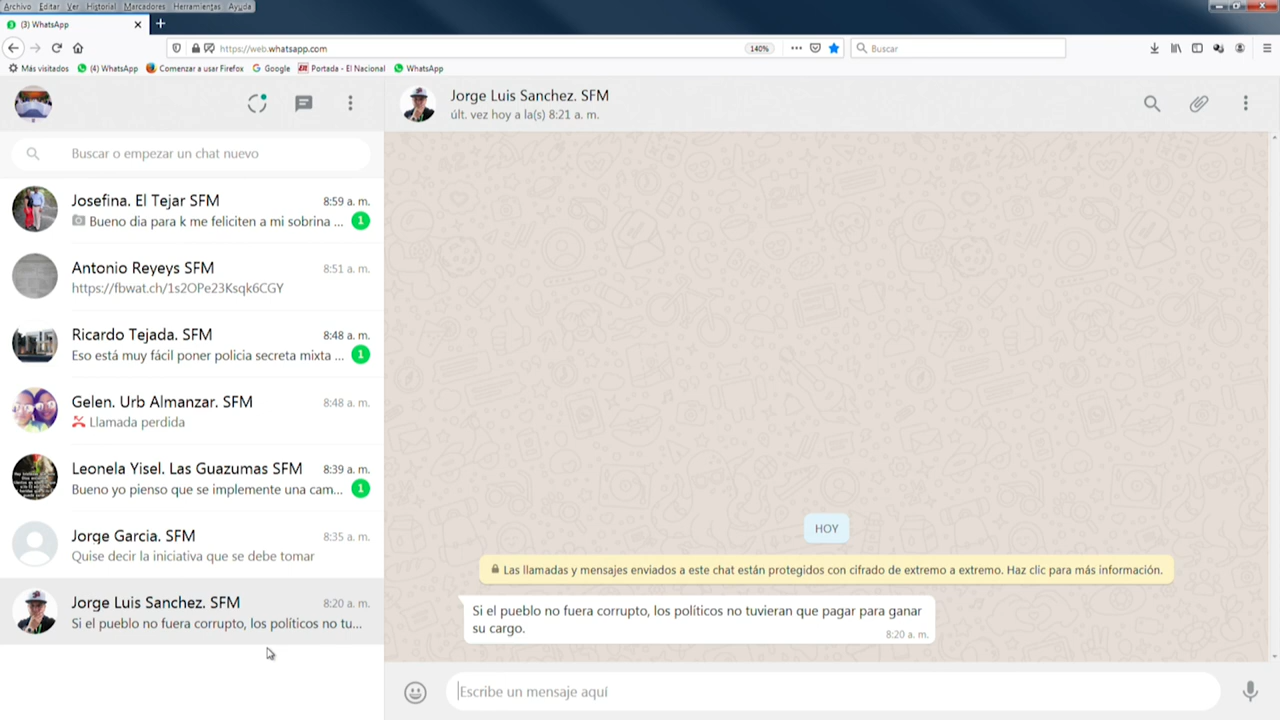 Archivo Editar Ver Historial Marcadores Herramientas Ayuda
(3) WhatsApp
https://web.whatsapp.com
140%
Buscar
Más visitados
(4) WhatsApp
Comenzar a usar Firefox
Google
Portada - El Nacional
WhatsApp
Jorge Luis Sanchez. SFM
últ. vez hoy a la(s) 8:21 a. m.
Buscar o empezar un chat nuevo
Josefina. El Tejar SFM 8:59 a. m.
Bueno dia para k me feliciten a mi sobrina ... 1
Antonio Reyeys SFM 8:51 a. m.
https://fbwat.ch/1s2OPe23Ksqk6CGY
Ricardo Tejada. SFM 8:48 a. m.
Eso está muy fácil poner policia secreta mixta ... 1
Gelen. Urb Almanzar. SFM 8:48 a. m.
Llamada perdida
Leonela Yisel. Las Guazumas SFM 8:39 a. m.
Bueno yo pienso que se implemente una cam... 1
Jorge Garcia. SFM 8:35 a. m.
Quise decir la iniciativa que se debe tomar
Jorge Luis Sanchez. SFM 8:20 a. m.
Si el pueblo no fuera corrupto, los políticos no tu...
HOY
Las llamadas y mensajes enviados a este chat están protegidos con cifrado de extremo a extremo. Haz clic para más información.
Si el pueblo no fuera corrupto, los políticos no tuvieran que pagar para ganar
su cargo.
8:20 a. m.
Escribe un mensaje aquí